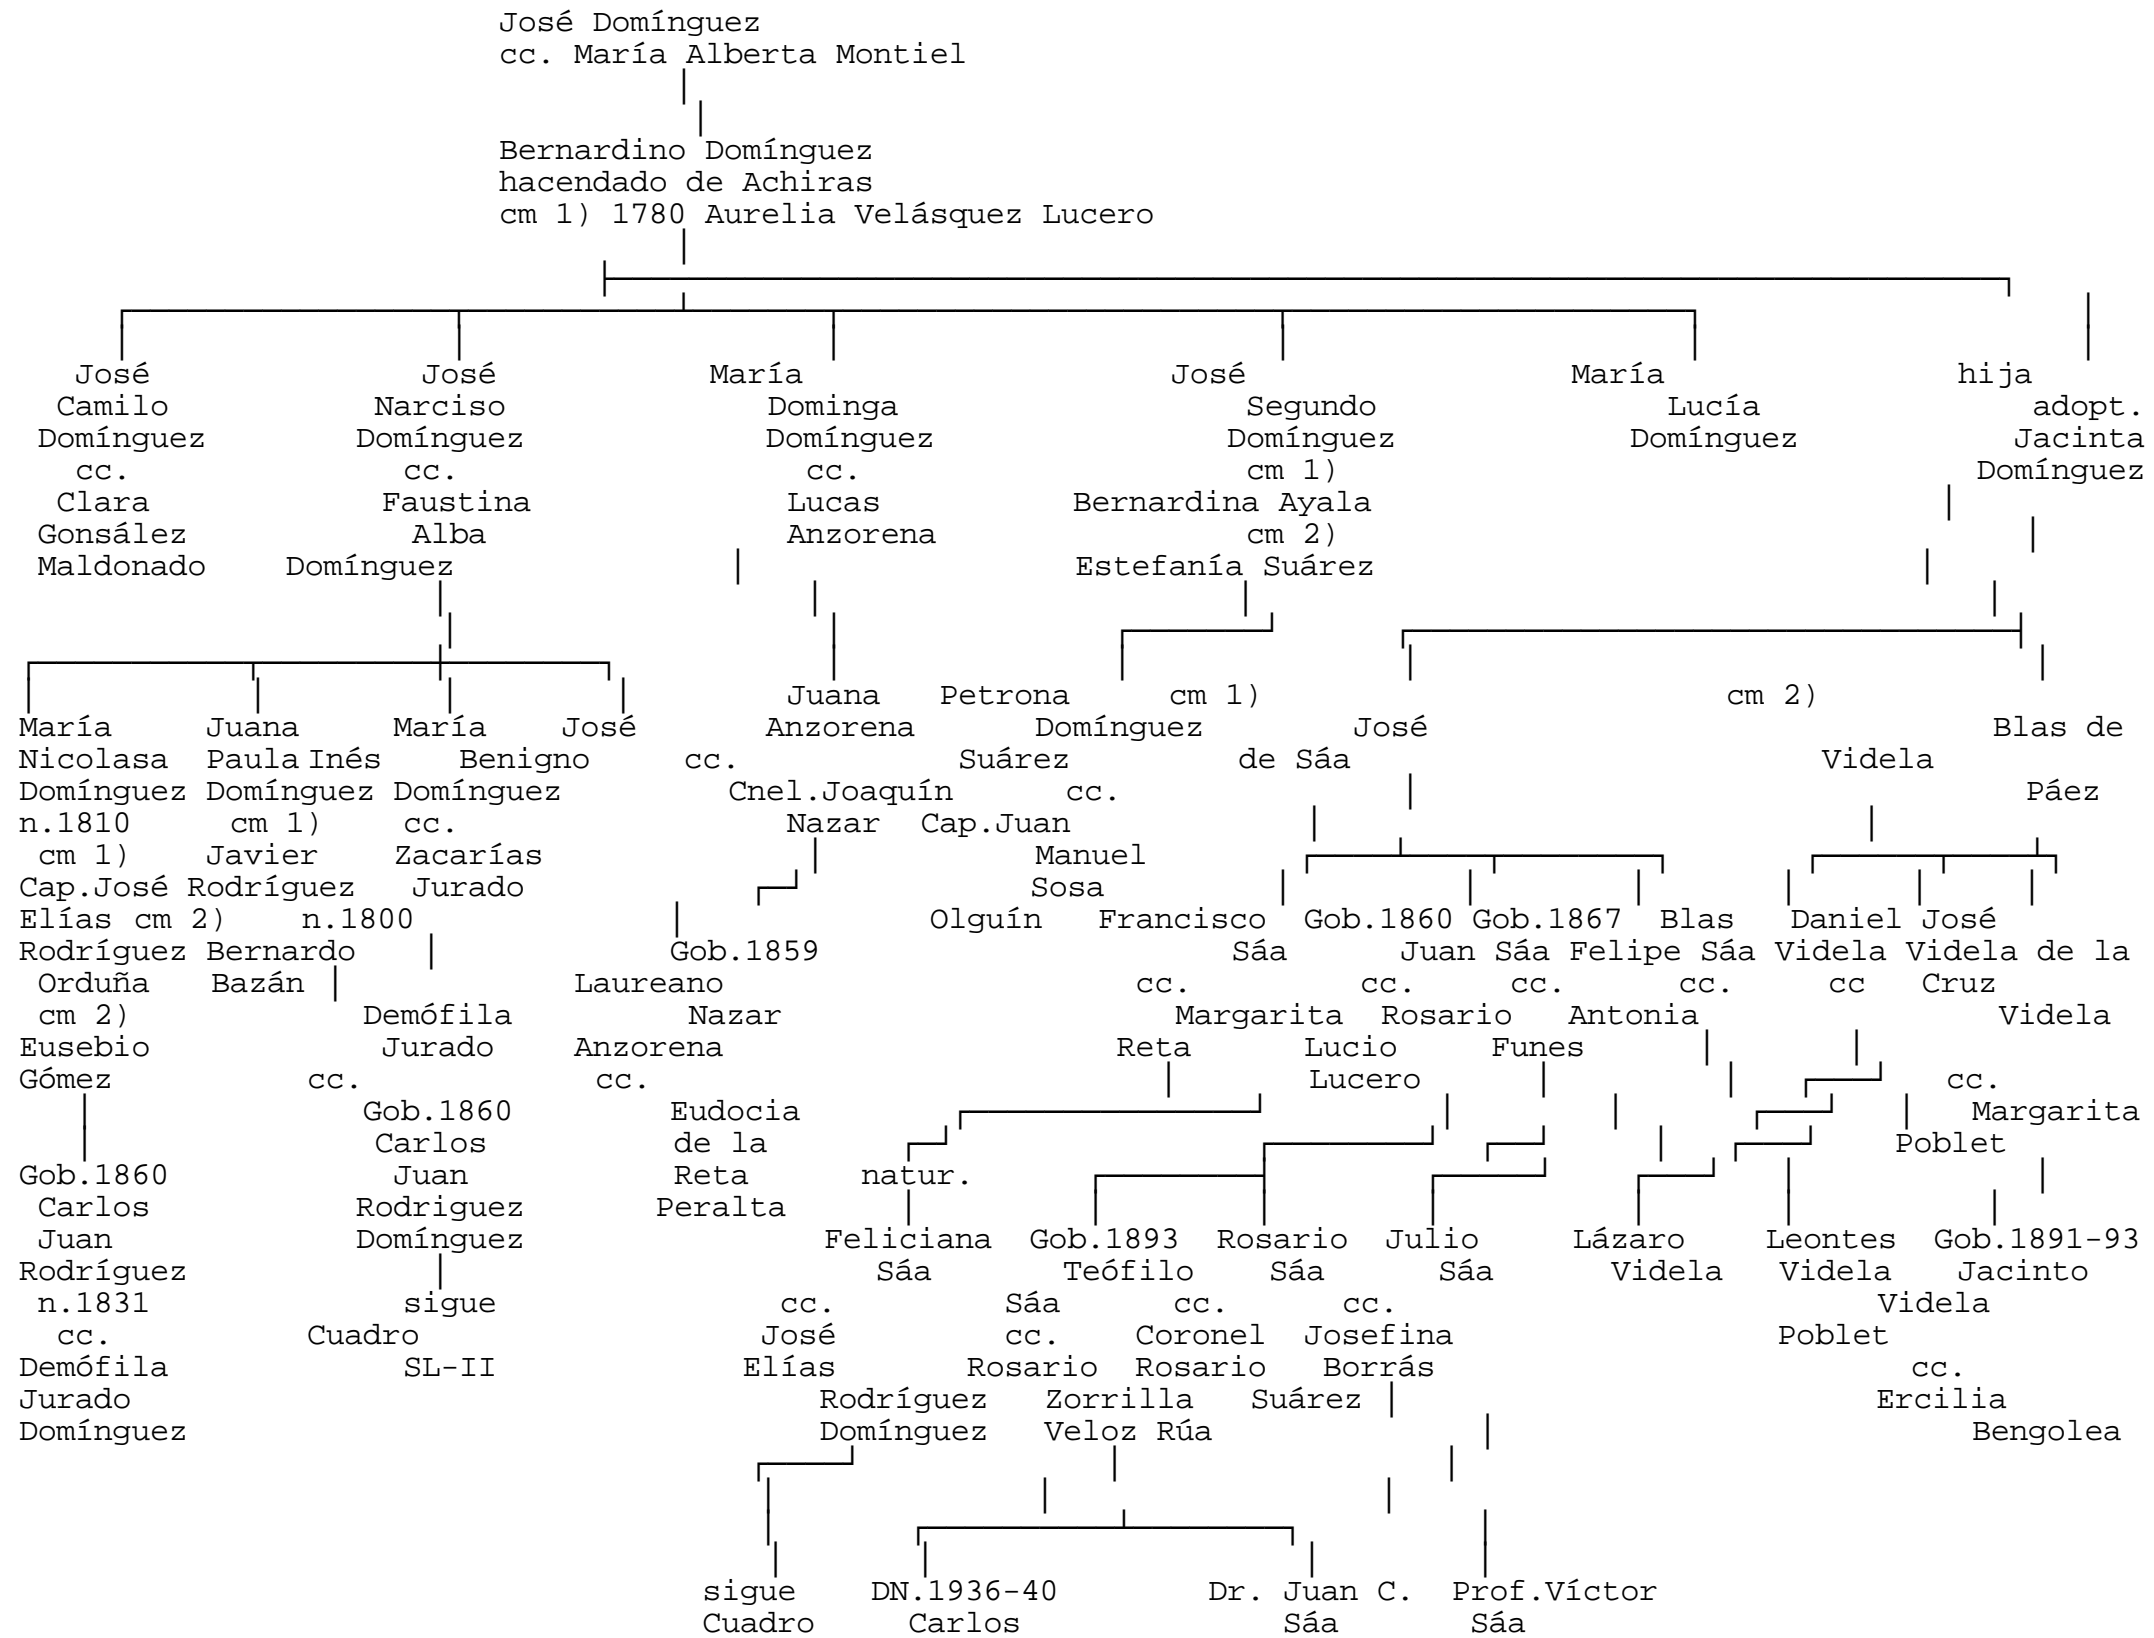 José Domínguez
cc. María Alberta Montiel
Bernardino Domínguez
hacendado de Achiras
cm 1) 1780 Aurelia Velásquez Lucero
José José María José María hija
Camilo Narciso Dominga Segundo Lucía adopt.
Domínguez Domínguez Domínguez Domínguez Domínguez Jacinta
cc. cc. cc. cm 1) Domínguez
Clara Faustina Lucas Bernardina Ayala
Gonsález Alba Anzorena cm 2)
Maldonado Domínguez Estefanía Suárez
Juana Petrona cm 1) cm 2)
María Juana María José Anzorena Domínguez José Blas de
Nicolasa Paula Inés Benigno cc. Suárez de Sáa Videla
Domínguez Domínguez Domínguez Cnel.Joaquín cc. Páez
n.1810 cm 1) cc. Nazar Cap.Juan
cm 1) Javier Zacarías Manuel
Cap.José Rodríguez Jurado Sosa
Elías cm 2) n.1800 Olguín Francisco Gob.1860 Gob.1867 Blas Daniel José
Rodríguez Bernardo Gob.1859 Sáa Juan Sáa Felipe Sáa Videla Videla de la
Orduña Bazán Laureano cc. cc. cc. cc. cc Cruz
cm 2) Demófila Nazar Margarita Rosario Antonia Videla
Eusebio Jurado Anzorena Reta Lucio Funes
Gómez cc. cc. Lucero cc.
Gob.1860 Eudocia Margarita
Carlos de la Poblet
Gob.1860 Juan Reta natur.
Carlos Rodriguez Peralta
Juan Domínguez Feliciana Gob.1893 Rosario Julio Lázaro Leontes Gob.1891-93
Rodríguez Sáa Teófilo Sáa Sáa Videla Videla Jacinto
n.1831 sigue cc. Sáa cc. cc. Videla
cc. Cuadro José cc. Coronel Josefina Poblet
Demófila SL-II Elías Rosario Rosario Borrás cc.
Jurado Rodríguez Zorrilla Suárez Ercilia
Domínguez Domínguez Veloz Rúa Bengolea
sigue DN.1936-40 Dr. Juan C. Prof.Víctor
Cuadro Carlos Sáa Sáa